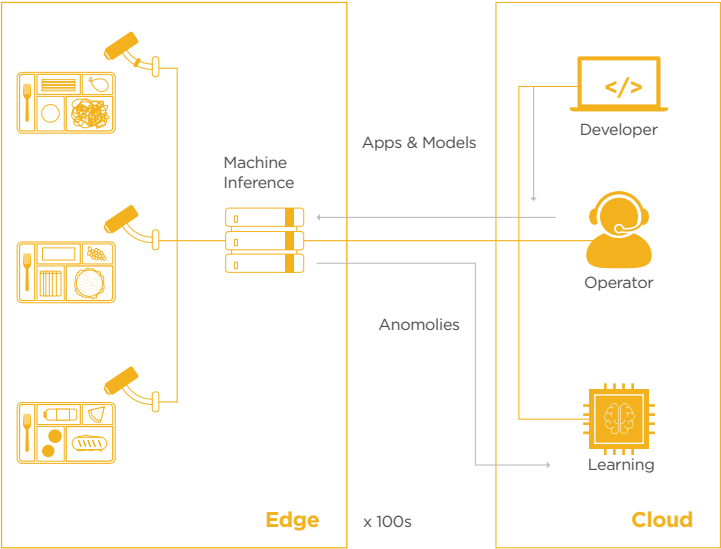 Machine
Inference
Apps & Models
</>
Developer
Operator
Anomolies
Learning
Edge
x 100s
Cloud